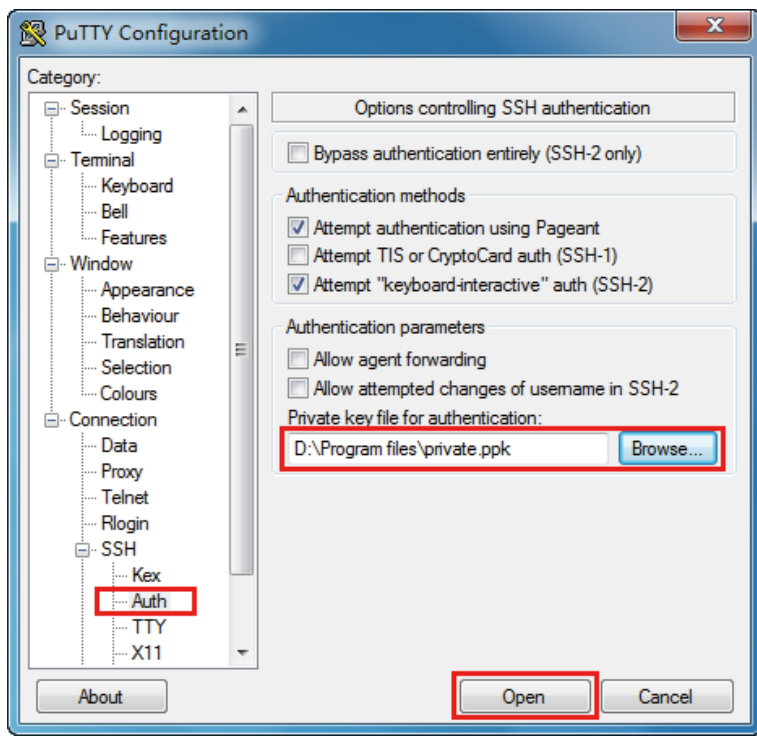 PuTTY Configuration
Category:
Session
Logging
Terminal
Keyboard
Bell
Features
Window
Appearance
Behaviour
Translation
Selection
Colours
Connection
Data
Proxy
Telnet
Rlogin
SSH
Kex
Auth
TTY
X11
Options controlling SSH authentication
Bypass authentication entirely (SSH-2 only)
Authentication methods
Attempt authentication using Pageant
Attempt TIS or CryptoCard auth (SSH-1)
Attempt "keyboard-interactive" auth (SSH-2)
Authentication parameters
Allow agent forwarding
Allow attempted changes of username in SSH-2
Private key file for authentication:
D:\Program files\private.ppk Browse...
About Open Cancel